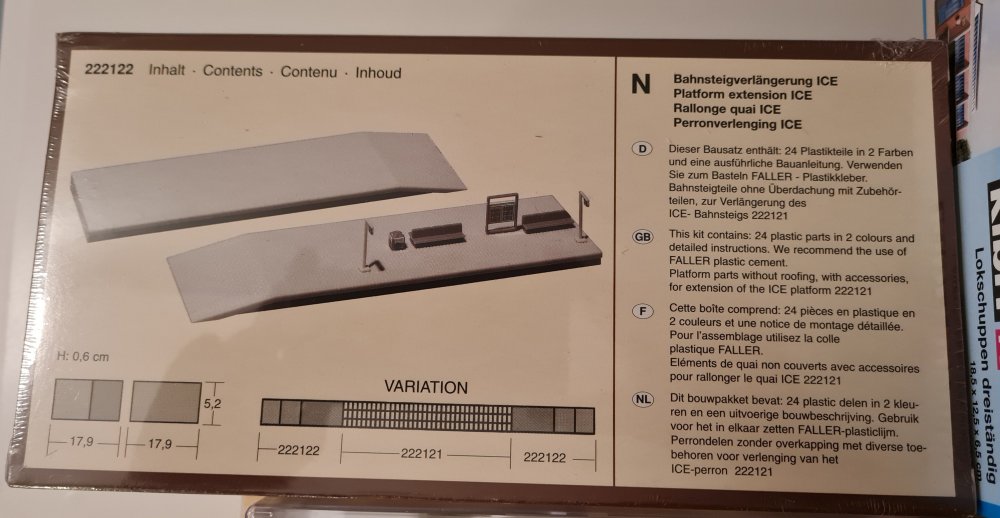 222122 Inhalt · Contents · Contenu · Inhoud
H: 0,6 cm
17,9
17,9
5,2
VARIATION
222122
222121
222122
N
Bahnsteigverlängerung ICE
Platform extension ICE
Rallonge quai ICE
Perronverlenging ICE
D
Dieser Bausatz enthält: 24 Plastikteile in 2 Farben
und eine ausführliche Bauanleitung. Verwenden
Sie zum Basteln FALLER - Plastikkleber.
Bahnsteigteile ohne Überdachung mit Zubehör-
teilen, zur Verlängerung des
ICE- Bahnsteigs 222121
GB
This kit contains: 24 plastic parts in 2 colours and
detailed instructions. We recommend the use of
FALLER plastic cement.
Platform parts without roofing, with accessories,
for extension of the ICE platform 222121
F
Cette boîte comprend: 24 pièces en plastique en
2 couleurs et une notice de montage détaillée.
Pour l'assemblage utilisez la colle
plastique FALLER.
Eléments de quai non couverts avec accessoires
pour rallonger le quai ICE 222121
NL
Dit bouwpakket bevat: 24 plastic delen in 2 kleu-
ren en een uitvoerige bouwbeschrijving. Gebruik
voor het in elkaar zetten FALLER-plasticlijm.
Perrondelen zonder overkapping met diverse toe-
behoren voor verlenging van het
ICE-perron 222121
Lokschuppen dreiständig
18,5 x 12,5 x 6,5 cm